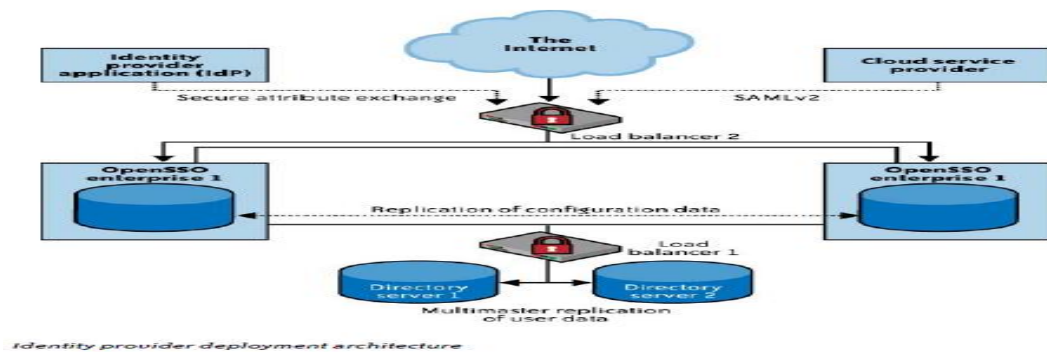 The
Internet
Identity
provider
application (IdP)
Cloud service
provider
Secure attribute exchange
SAMLv2
Load balancer 2
OpenSSO
enterprise 1
OpenSSO
enterprise 1
Replication of configuration data
Load
balancer 1
Directory
server 1
Directory
server 2
Multimaster replication
of user data
Identity provider deployment architecture